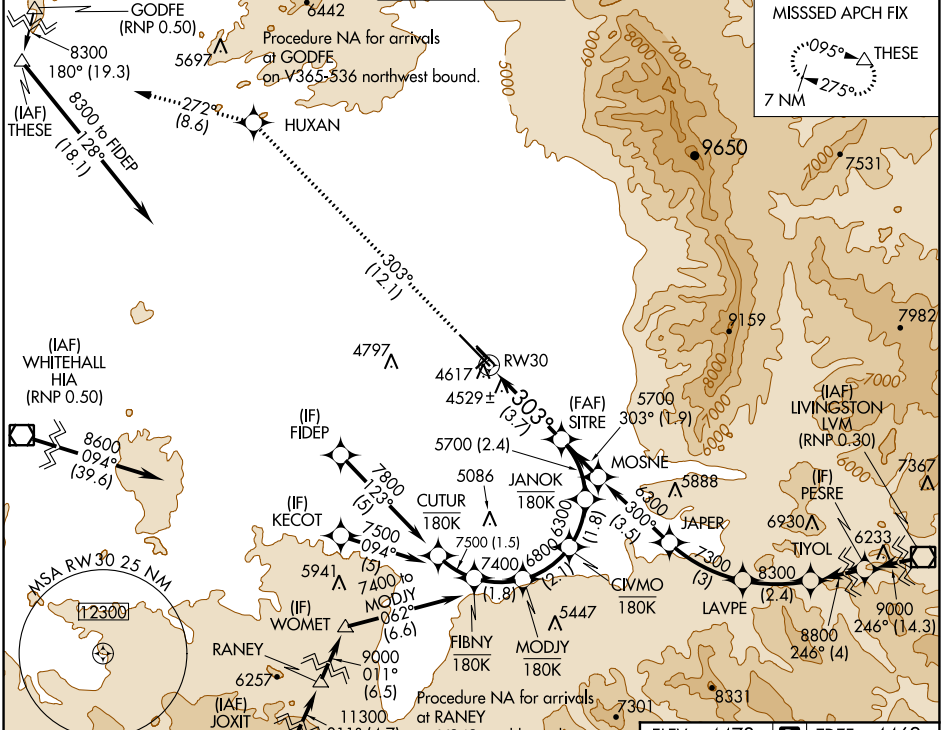 GODFE
(RNP 0.50)
6442
8300
180° (19.3)
5697
Procedure NA for arrivals
at GODFE
on V365-536 northwest bound.
MISSSED APCH FIX
095°
THESE
275°
7 NM
(IAF)
THESE
8300 to FIDEP
128°
(18.1)
272°
(8.6)
HUXAN
5000
6000
8000
7000
9650
7000
7531
303°
(12.1)
9000
9159
7982
8000
7000
6000
7000
6000
(IAF)
WHITEHALL
HIA
(RNP 0.50)
8600
094°
(39.6)
4797
4617
RW30
4529±
303°
(3.7)
(FAF)
SITRE
5700
303° (1.9)
5700 (2.4)
MOSNE
(IAF)
LIVINGSTON
LVM
(RNP 0.30)
7367
(IF)
FIDEP
7800
123°
(5)
5086
JANOK
180K
5888
6300
300°
(3.5)
JAPER
(IF)
PESRE
6930
6233
TIYOL
(IF)
KECOT
7500
094°
(5)
CUTUR
180K
7500 (1.5)
7400
(1.8)
6800
(2.1)
6300
(1.8)
CIVMO
180K
7300
(3)
8300
(2.4)
LAVPE
9000
246° (14.3)
8800
246° (4)
5941
7400 to
MODJY
062°
(6.6)
(IF)
WOMET
FIBNY
180K
MODJY
180K
5447
MSA RW30 25 NM
12300
RANEY
6257
9000
011°
(6.5)
(IAF)
JOXIT
11300
Procedure NA for arrivals
at RANEY
7301
8331